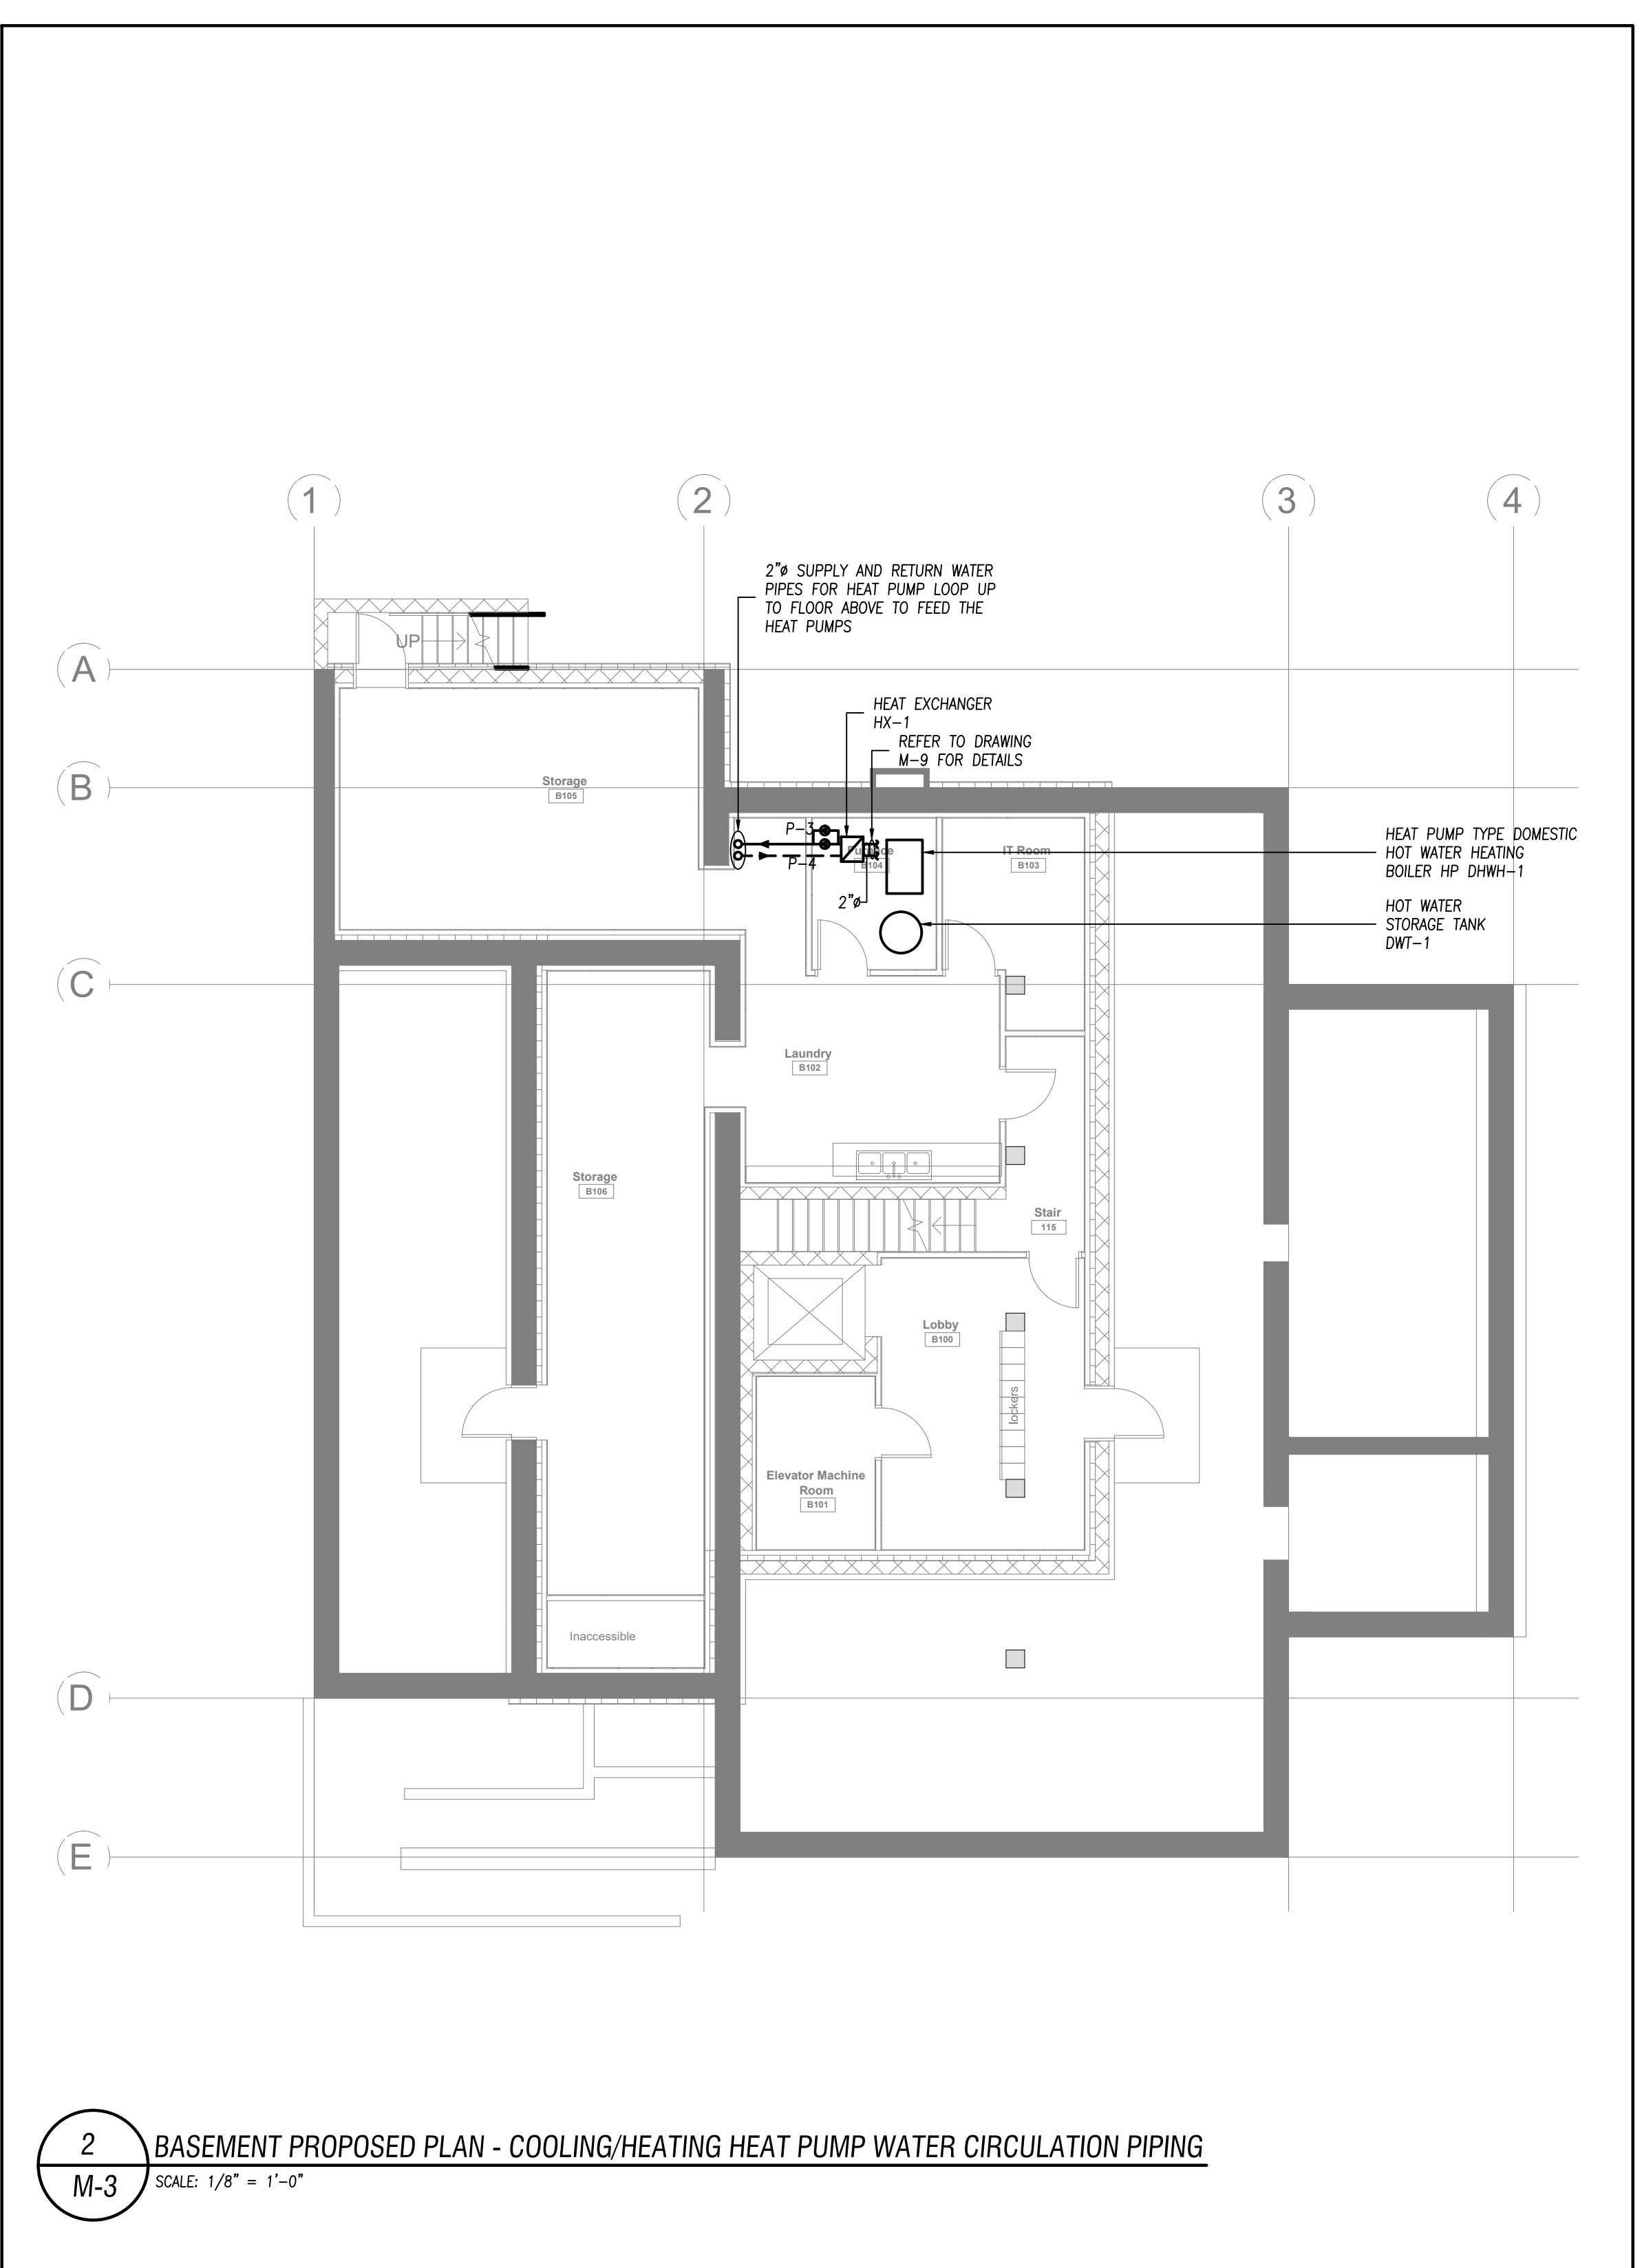 1
2
3
4
2"ø SUPPLY AND RETURN WATER
PIPES FOR HEAT PUMP LOOP UP
TO FLOOR ABOVE TO FEED THE
HEAT PUMPS
UP
A
HEAT EXCHANGER
HX-1
REFER TO DRAWING
M-9 FOR DETAILS
B
Storage
B105
P-3
P-4
Furnace
B104
IT Room
B103
2"ø
HEAT PUMP TYPE DOMESTIC
HOT WATER HEATING
BOILER HP DHWH-1
HOT WATER
STORAGE TANK
DWT-1
C
Laundry
B102
Storage
B106
Stair
115
Lobby
B100
lockers
Elevator Machine
Room
B101
Inaccessible
D
E
2
M-3
BASEMENT PROPOSED PLAN - COOLING/HEATING HEAT PUMP WATER CIRCULATION PIPING
SCALE: 1/8" = 1'-0"